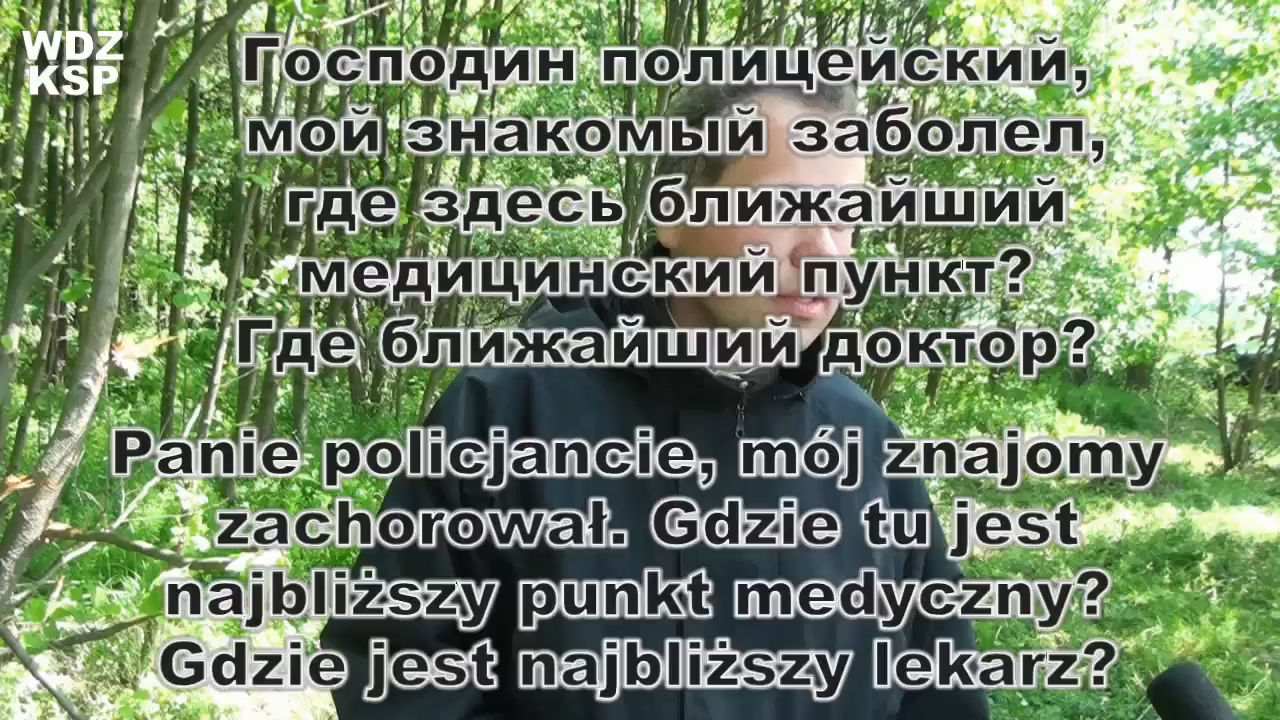 WDZ
KSP
Господин полицейский,
мой знакомый заболел,
где здесь ближайший
медицинский пункт?
Где ближайший доктор?
Panie policjancie, mój znajomy
zachorował. Gdzie tu jest
najbliższy punkt medyczny?
Gdzie jest najbliższy lekarz?